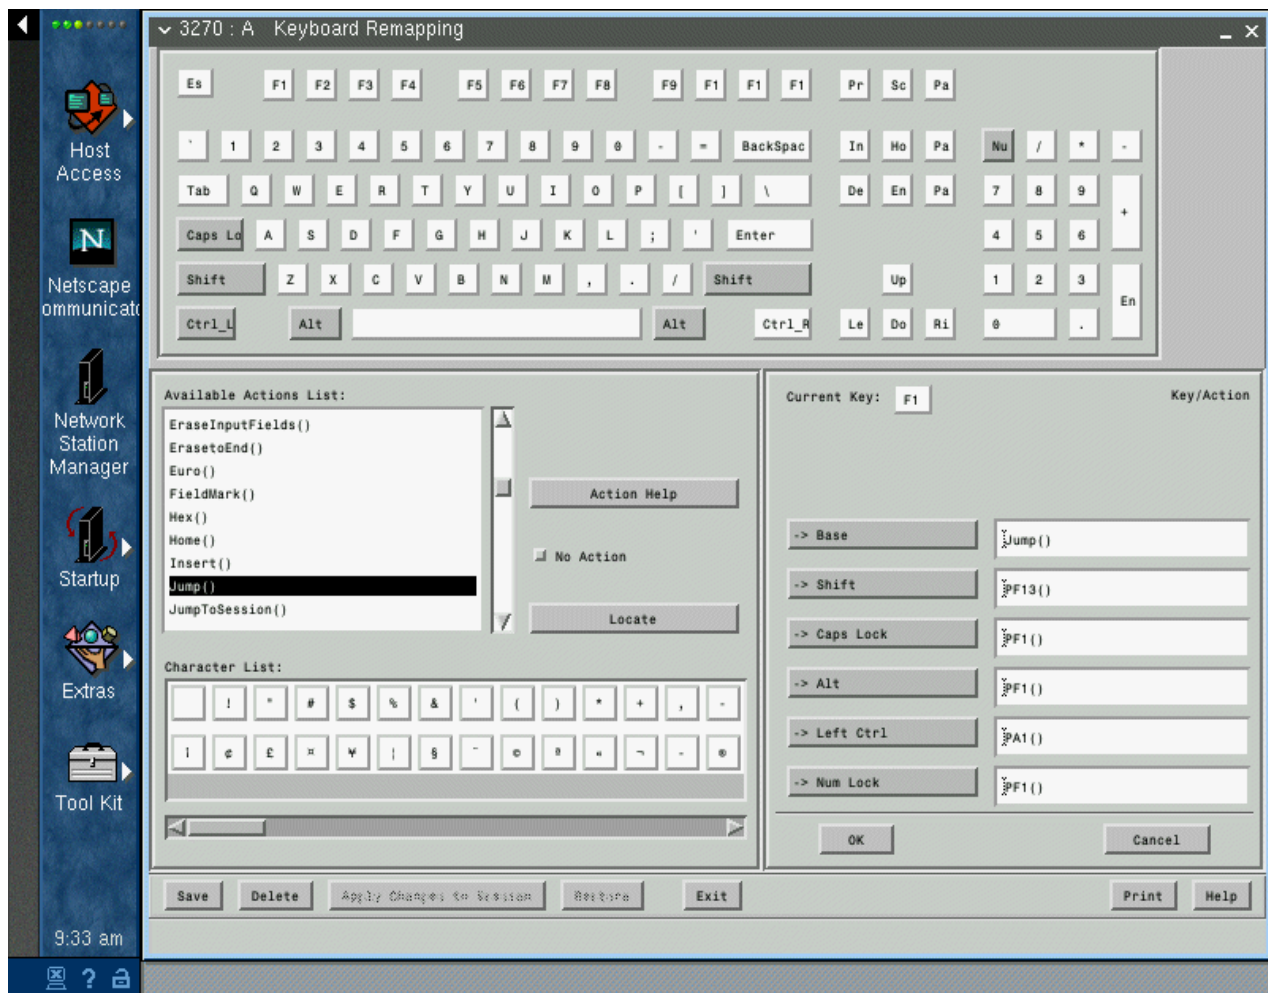 3270 : A Keyboard Remapping
Es F1 F2 F3 F4 F5 F6 F7 F8 F9 F1 F1 F1 Pr Sc Pa
` 1 2 3 4 5 6 7 8 9 0 - = BackSpac In Ho Pa Nu / * -
Tab Q W E R T Y U I O P [ ] \ De En Pa 7 8 9 +
Caps Lo A S D F G H J K L ; ' Enter 4 5 6
Shift Z X C V B N M , . / Shift Up 1 2 3 En
Ctrl_L Alt Alt Ctrl_R Le Do Ri 0 .
Host
Access
N
Netscape
ommunicato
Network
Station
Manager
Startup
Extras
Tool Kit
9:33 am
?
Available Actions List:
EraseInputFields()
ErasetoEnd()
Euro()
FieldMark()
Hex()
Home()
Insert()
Jump()
JumpToSession()
Action Help
No Action
Locate
Character List:
! " # $ % & ' ( ) * + , -
¡ ¢ £ ¤ ¥ ¦ § ¨ © ª « ¬ - ®
Current Key: F1 Key/Action
-> Base Jump()
-> Shift PF13()
-> Caps Lock PF1()
-> Alt PF1()
-> Left Ctrl PA1()
-> Num Lock PF1()
OK Cancel
Save Delete Apply Changes to Session Restore Exit Print Help